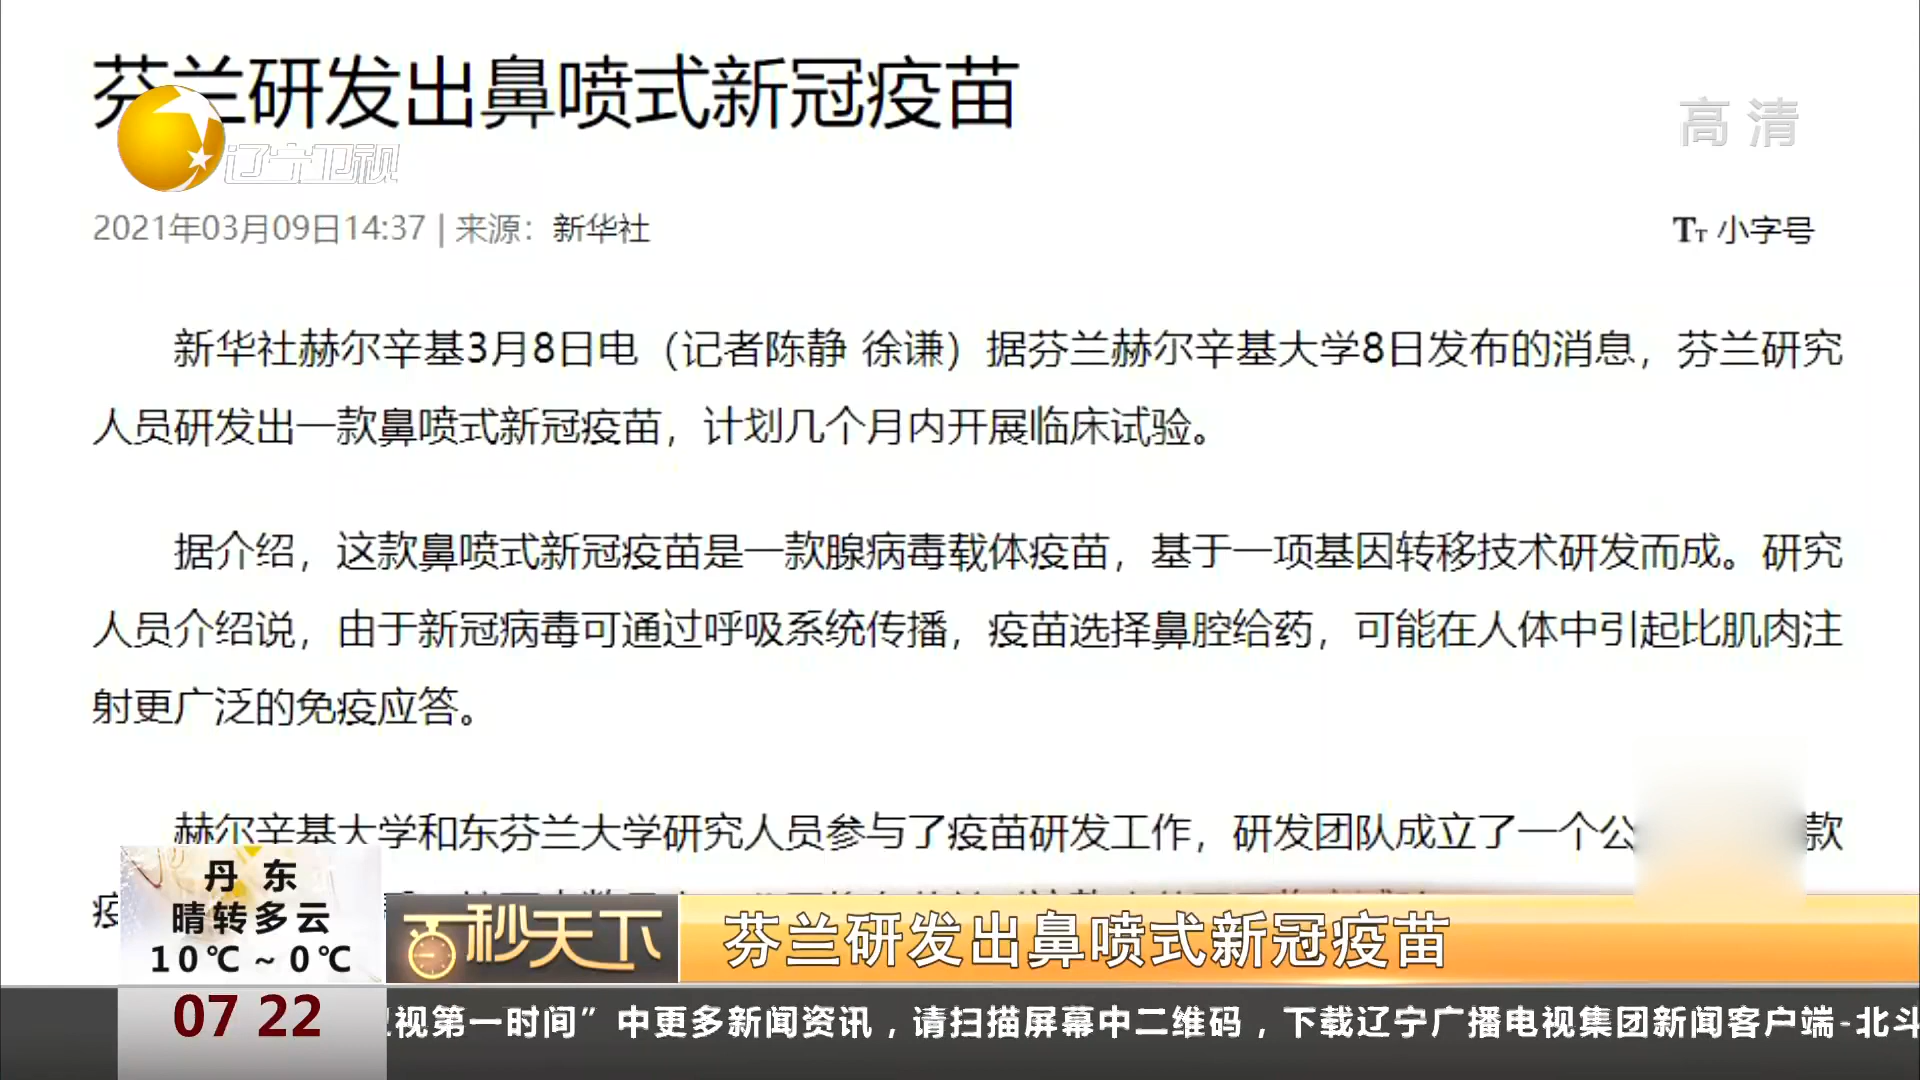 芬兰研发出鼻喷式新冠疫苗
辽宁卫视
高清
2021年03月09日14:37 | 来源：新华社
TT 小字号
新华社赫尔辛基3月8日电（记者陈静 徐谦）据芬兰赫尔辛基大学8日发布的消息，芬兰研究
人员研发出一款鼻喷式新冠疫苗，计划几个月内开展临床试验。
据介绍，这款鼻喷式新冠疫苗是一款腺病毒载体疫苗，基于一项基因转移技术研发而成。研究
人员介绍说，由于新冠病毒可通过呼吸系统传播，疫苗选择鼻腔给药，可能在人体中引起比肌肉注
射更广泛的免疫应答。
赫尔辛基大学和东芬兰大学研究人员参与了疫苗研发工作，研发团队成立了一个公 款
疫
丹东
晴转多云
10℃~0℃
百秒天下
芬兰研发出鼻喷式新冠疫苗
07 22
视第一时间”中更多新闻资讯，请扫描屏幕中二维码，下载辽宁广播电视集团新闻客户端-北斗